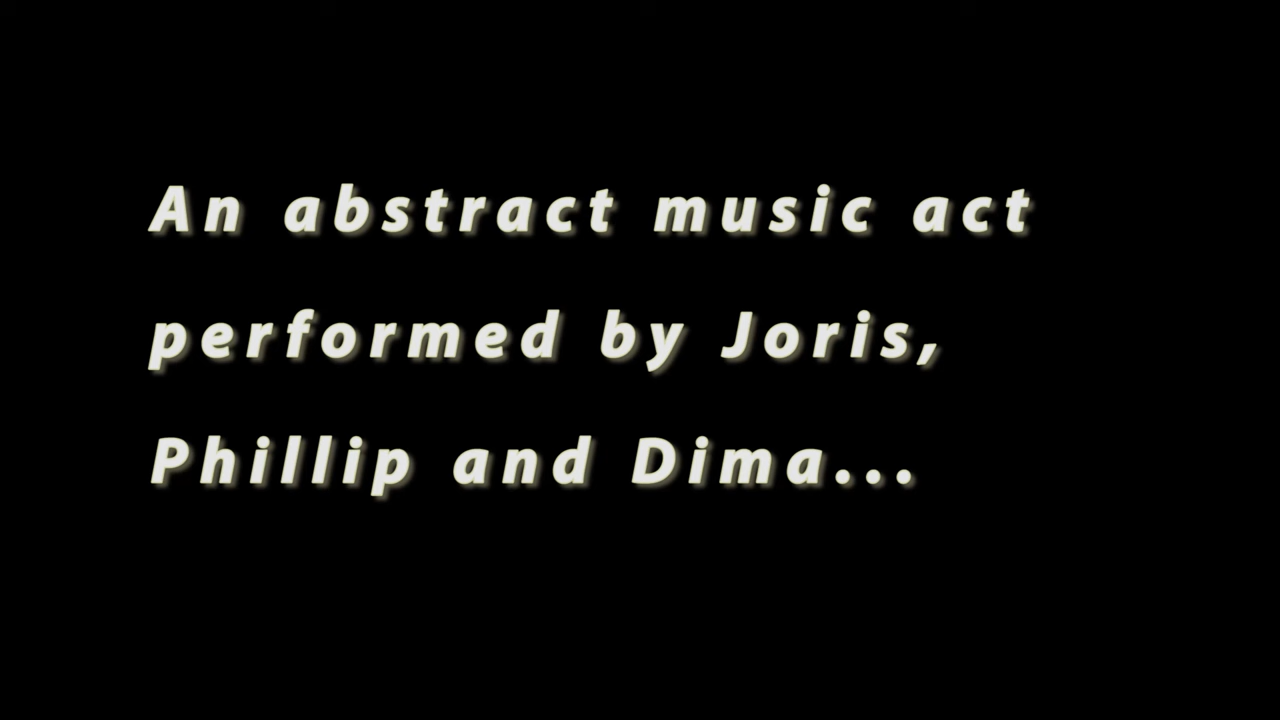 An abstract music act
performed by Joris,
Phillip and Dima...